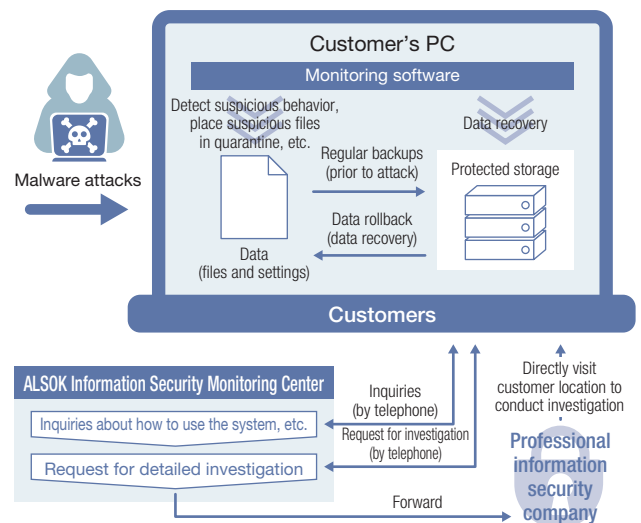 Customer's PC
Monitoring software
Malware attacks
Detect suspicious behavior,
place suspicious files
in quarantine, etc.
Data recovery
Regular backups
(prior to attack)
Protected storage
Data rollback
(data recovery)
Data
(files and settings)
Customers
ALSOK Information Security Monitoring Center
Inquiries about how to use the system, etc.
Request for detailed investigation
Inquiries
(by telephone)
Request for investigation
(by telephone)
Forward
Directly visit
customer location to
conduct investigation
Professional
information
security
company